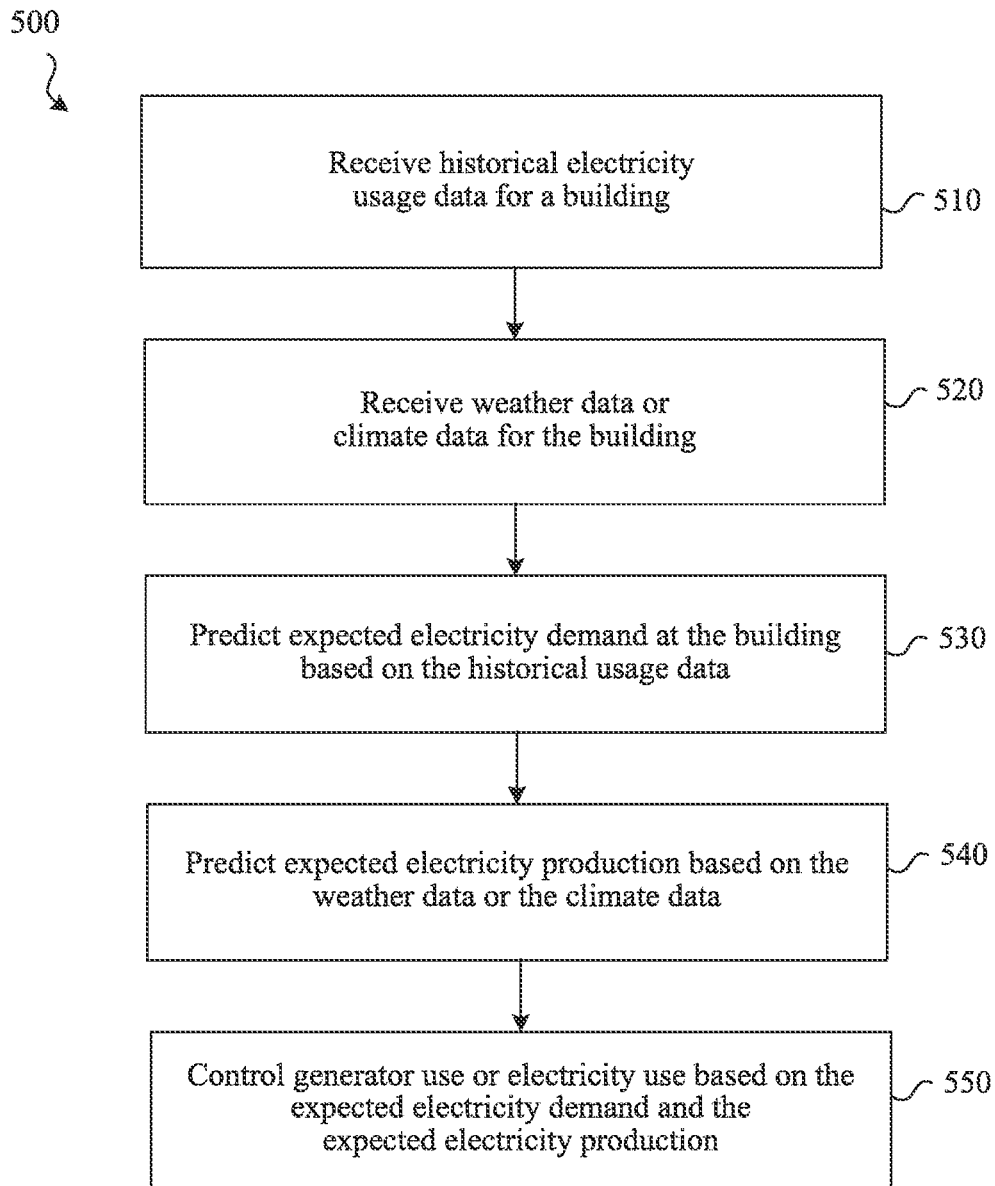 500
Receive historical electricity
usage data for a building
510
Receive weather data or
climate data for the building
520
Predict expected electricity demand at the building
based on the historical usage data
530
Predict expected electricity production based on the
weather data or the climate data
540
Control generator use or electricity use based on the
expected electricity demand and the
expected electricity production
550